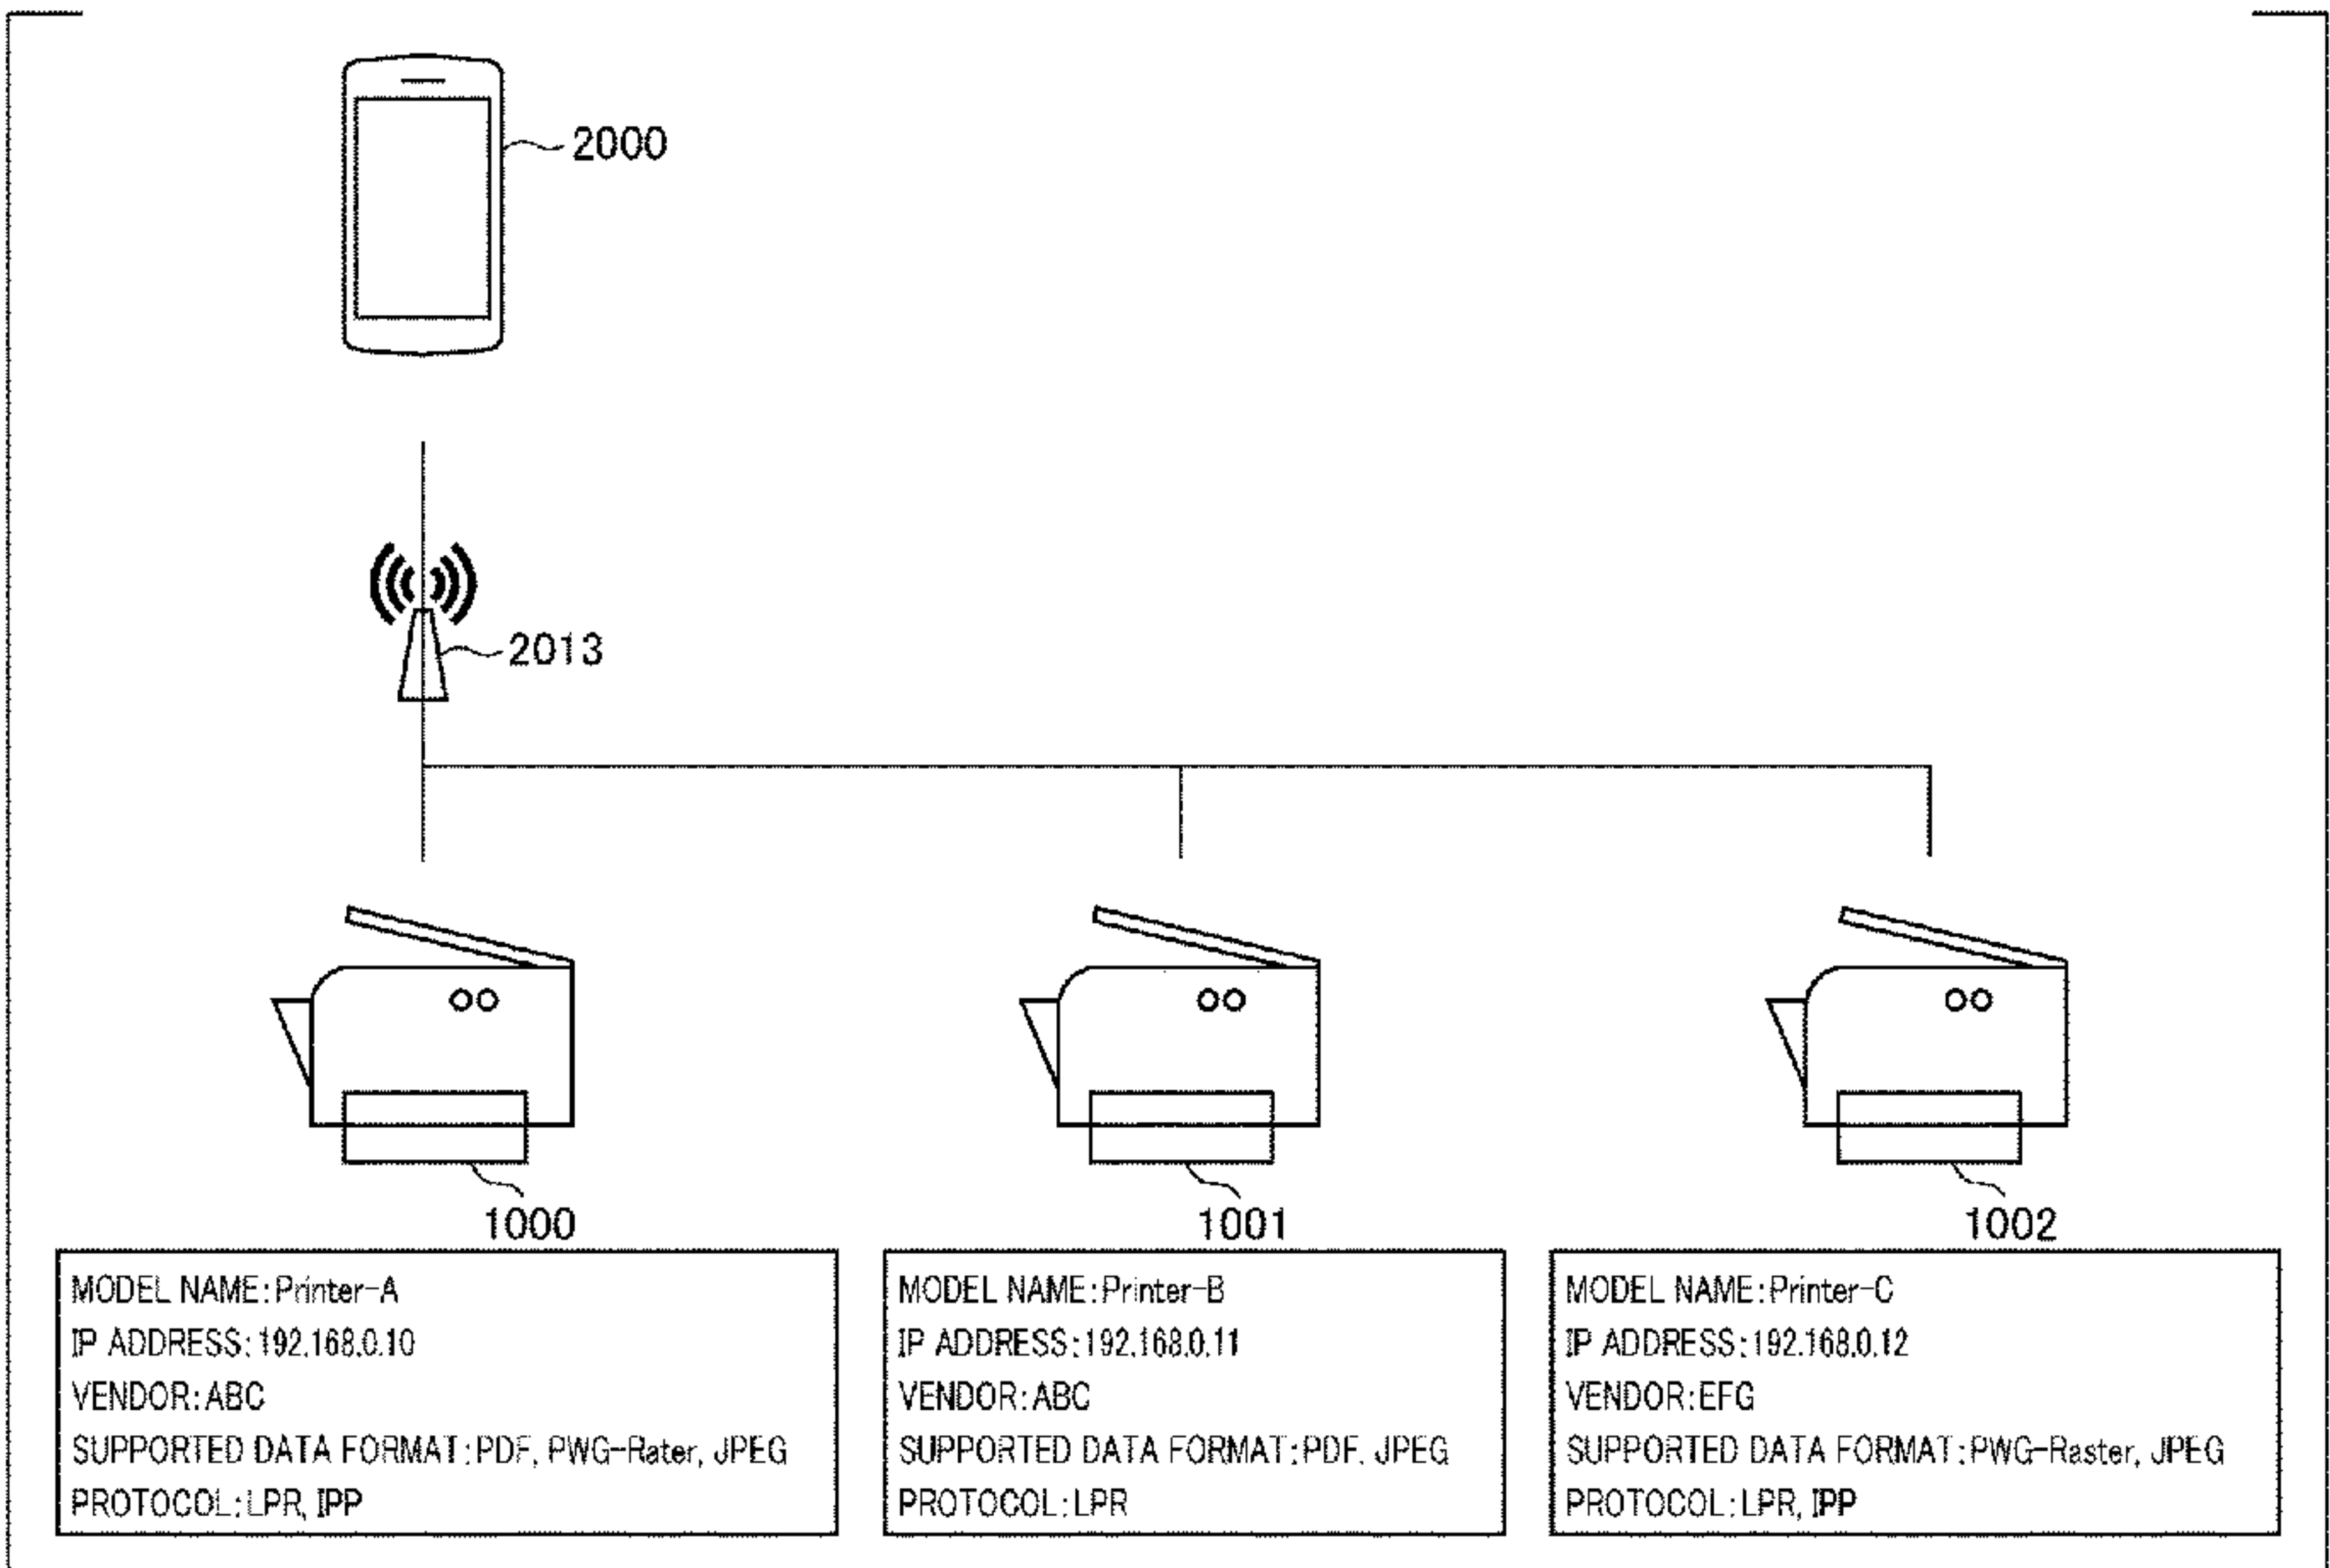 2000
2013
1000
1001
1002
MODEL NAME:Printer-A
IP ADDRESS:192.168.0.10
VENDOR:ABC
SUPPORTED DATA FORMAT:PDF, PWG-Rater, JPEG
PROTOCOL:LPR, IPP
MODEL NAME:Printer-B
IP ADDRESS:192.168.0.11
VENDOR:ABC
SUPPORTED DATA FORMAT:PDF, JPEG
PROTOCOL:LPR
MODEL NAME:Printer-C
IP ADDRESS:192.168.0.12
VENDOR:EFG
SUPPORTED DATA FORMAT:PWG-Raster, JPEG
PROTOCOL:LPR, IPP